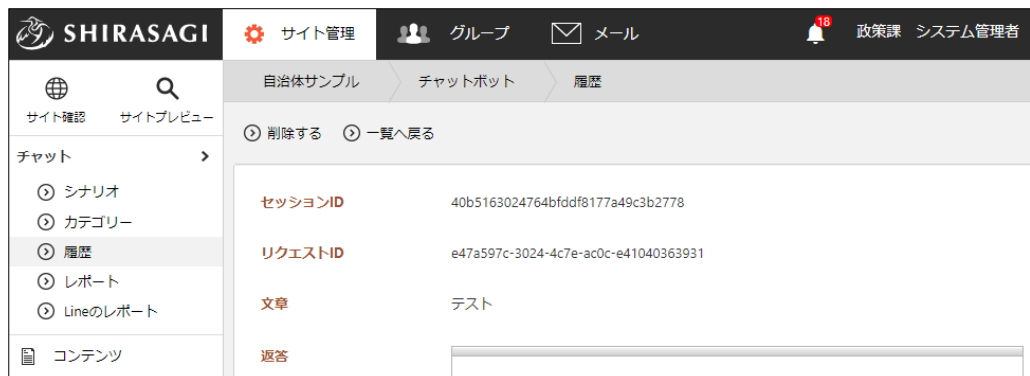 SHIRASAGI サイト管理 グループ メール 18 政策課 システム管理者
サイト確認 サイトプレビュー
自治体サンプル チャットボット 履歴
削除する 一覧へ戻る
チャット
シナリオ
カテゴリー
履歴
レポート
Lineのレポート
コンテンツ
セッションID 40b5163024764bfddf8177a49c3b2778
リクエストID e47a597c-3024-4c7e-ac0c-e41040363931
文章 テスト
返答